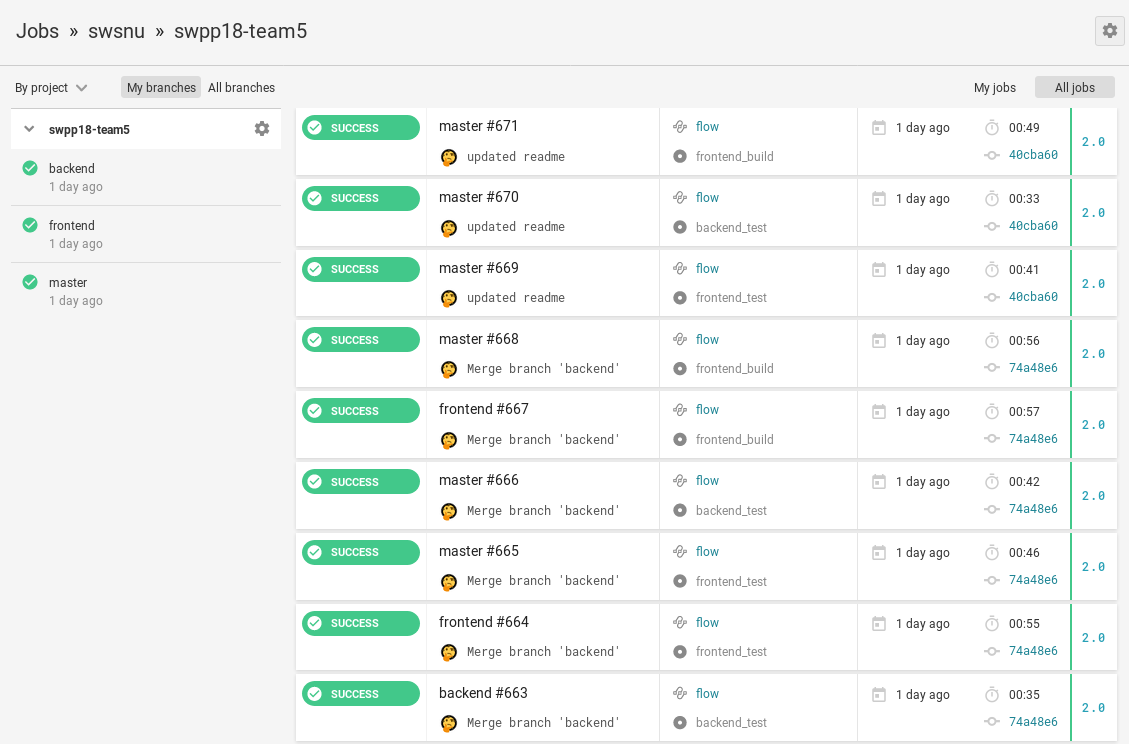 Jobs » swsnu » swpp18-team5
By project My branches All branches My jobs All jobs
swpp18-team5
backend
1 day ago
frontend
1 day ago
master
1 day ago
SUCCESS master #671 flow 1 day ago 00:49 2.0
updated readme frontend_build 40cba60
SUCCESS master #670 flow 1 day ago 00:33 2.0
updated readme backend_test 40cba60
SUCCESS master #669 flow 1 day ago 00:41 2.0
updated readme frontend_test 40cba60
SUCCESS master #668 flow 1 day ago 00:56 2.0
Merge branch 'backend' frontend_build 74a48e6
SUCCESS frontend #667 flow 1 day ago 00:57 2.0
Merge branch 'backend' frontend_build 74a48e6
SUCCESS master #666 flow 1 day ago 00:42 2.0
Merge branch 'backend' backend_test 74a48e6
SUCCESS master #665 flow 1 day ago 00:46 2.0
Merge branch 'backend' frontend_test 74a48e6
SUCCESS frontend #664 flow 1 day ago 00:55 2.0
Merge branch 'backend' frontend_test 74a48e6
SUCCESS backend #663 flow 1 day ago 00:35 2.0
Merge branch 'backend' backend_test 74a48e6